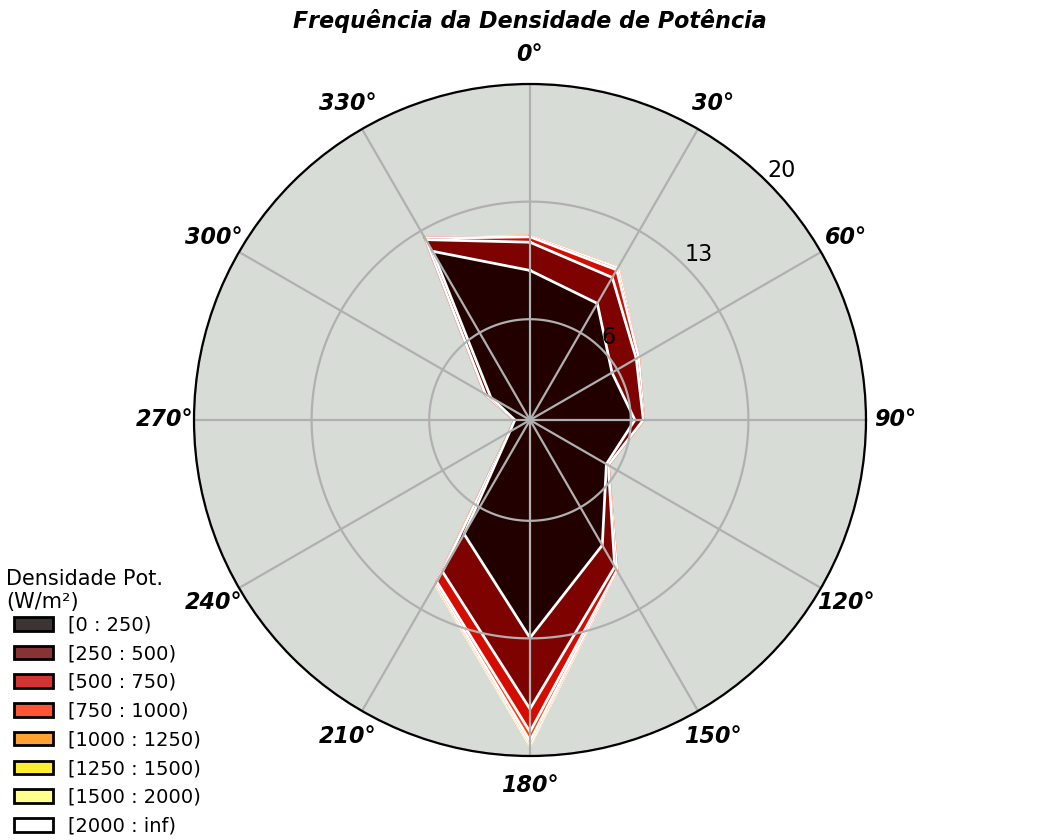 Frequência da Densidade de Potência
0°
330°
30°
20
300°
60°
13
6
270°
90°
Densidade Pot.
(W/m²)
240°
120°
[0 : 250)
[250 : 500)
[500 : 750)
[750 : 1000)
210°
150°
[1000 : 1250)
[1250 : 1500)
180°
[1500 : 2000)
[2000 : inf)